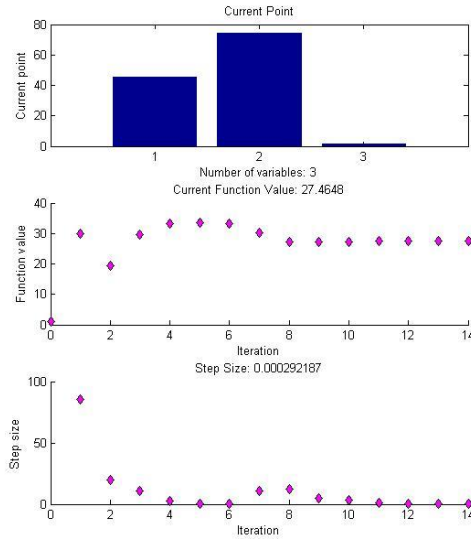 Current Point
80
60
40
20
0
Current point
1 2 3
Number of variables: 3
Current Function Value: 27.4648
40
30
20
10
0
Function value
0 2 4 6 8 10 12 14
Iteration
Step Size: 0.000292187
100
50
0
Step size
0 2 4 6 8 10 12 14
Iteration